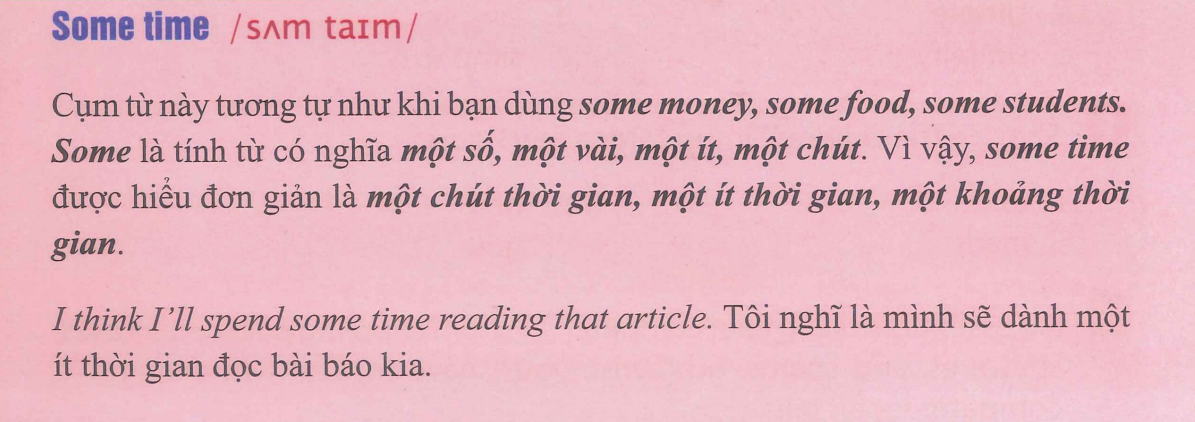 Some time /sʌm taɪm/
Cụm từ này tương tự như khi bạn dùng some money, some food, some students.
Some là tính từ có nghĩa một số, một vài, một ít, một chút. Vì vậy, some time
được hiểu đơn giản là một chút thời gian, một ít thời gian, một khoảng thời
gian.
I think I'll spend some time reading that article. Tôi nghĩ là mình sẽ dành một
ít thời gian đọc bài báo kia.